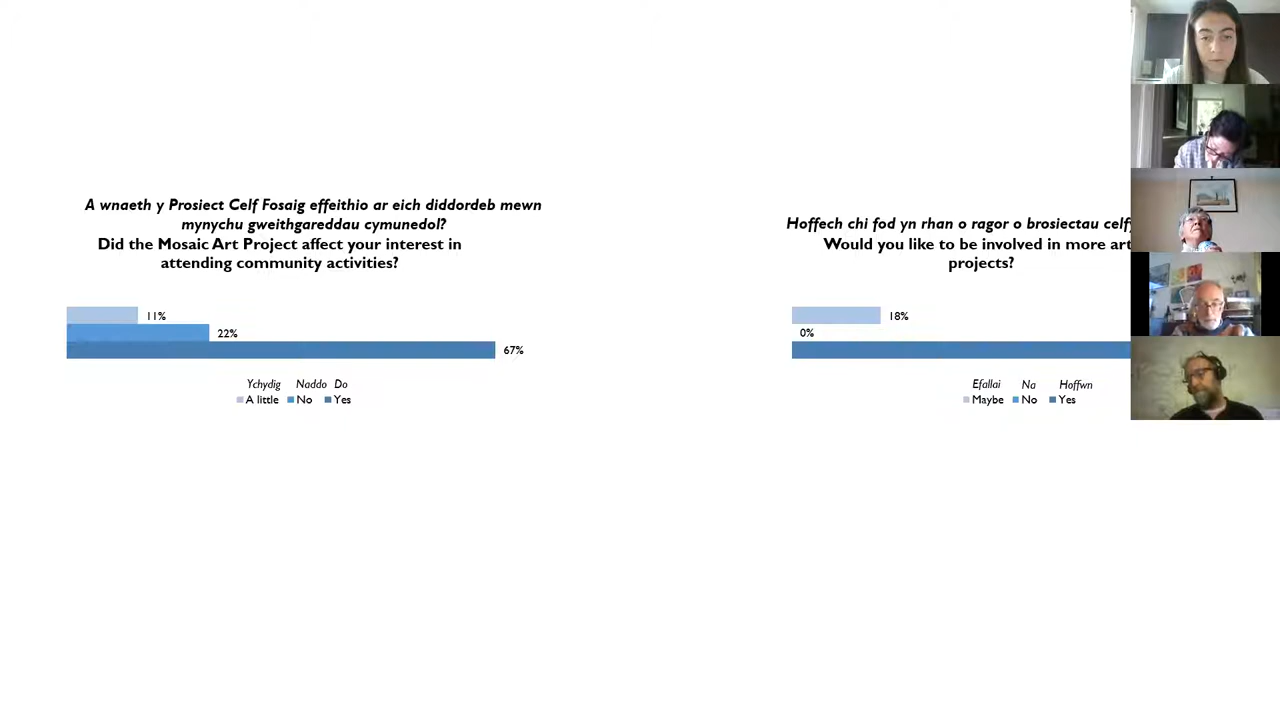 A wnaeth y Prosiect Celf Fosaig effeithio ar eich diddordeb mewn
mynychu gweithgareddau cymunedol?
Did the Mosaic Art Project affect your interest in
attending community activities?
11%
22%
67%
Ychydig Naddo Do
A little No Yes
Hoffech chi fod yn rhan o ragor o brosiectau
Would you like to be involved in more art
projects?
18%
0%
Efallai Na Hoffwn
Maybe No Yes